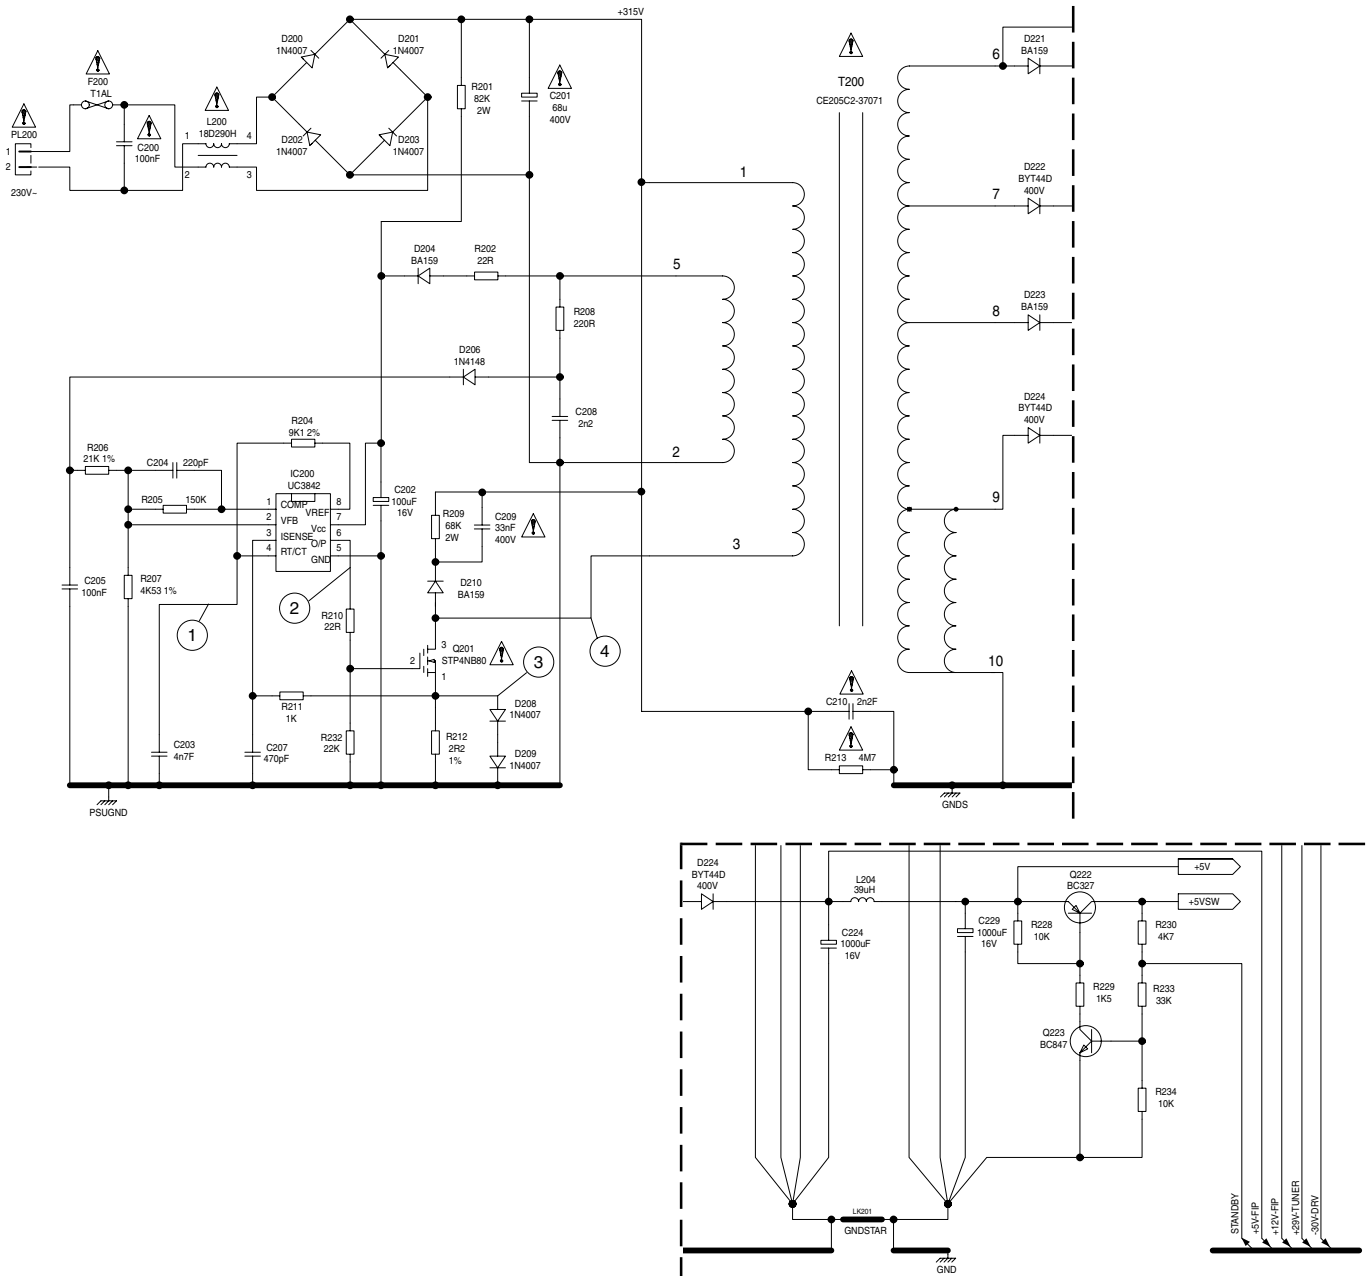 +315V
D200
1N4007
D201
1N4007
F200
T1AL
R201
82K
2W
C201
68u
400V
T200
CE205C2-37071
6
D221
BA159
PL200
1
2
230V~
C200
100nF
L200
18D290H
1
4
2
3
D202
1N4007
D203
1N4007
1
7
D222
BYT44D
400V
D204
BA159
R202
22R
5
R208
220R
8
D223
BA159
D206
1N4148
C208
2n2
2
D224
BYT44D
400V
R204
9K1 2%
R206
21K 1%
C204
220pF
R205
150K
IC200
UC3842
1
COMP
VREF
8
2
VFB
Vcc
7
3
ISENSE
O/P
6
4
RT/CT
GND
5
C202
100uF
16V
R209
68K
2W
C209
33nF
400V
9
3
C205
100nF
R207
4K53 1%
D210
BA159
1
2
R210
22R
3
2
1
Q201
STP4NB80
3
4
10
R211
1K
D208
1N4007
C210
2n2F
C203
4n7F
C207
470pF
R232
22K
R212
2R2
1%
D209
1N4007
R213
4M7
PSUGND
GNDS
D224
BYT44D
400V
L204
39uH
Q222
BC327
+5V
+5VSW
C224
1000uF
16V
C229
1000uF
16V
R228
10K
R230
4K7
R229
1K5
R233
33K
Q223
BC847
R234
10K
LK201
GNDSTAR
GND
STANDBY
+5V-FIP
+12V-FIP
+29V-TUNER
-30V-DRV